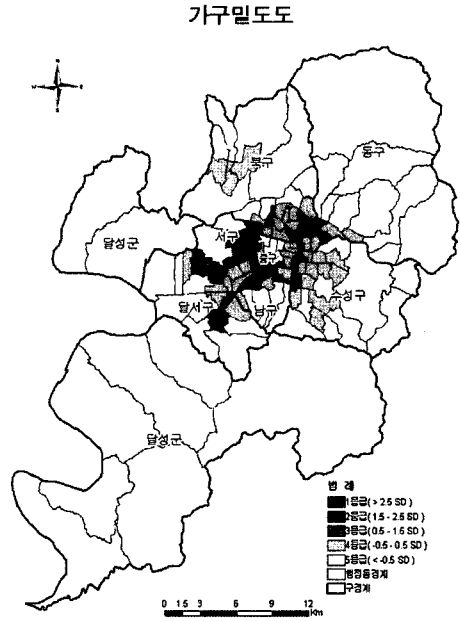 가구밀도도
북구
동구
달성군
서구
중구
수성구
달서구
남구
달성군
범 례
1등급( > 2.5 SD )
2등급( 1.5 - 2.5 SD )
3등급( 0.5 - 1.5 SD )
4등급( -0.5 - 0.5 SD )
5등급( < -0.5 SD )
행정동경계
구경계
0 1.5 3 6 9 12
Km